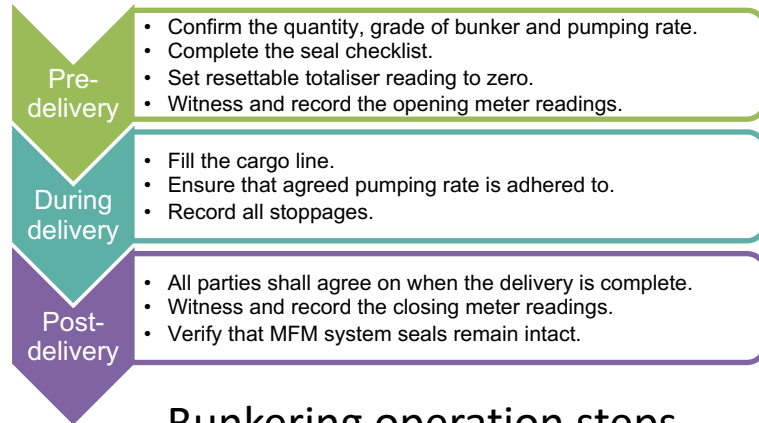 Pre-
delivery
• Confirm the quantity, grade of bunker and pumping rate.
• Complete the seal checklist.
• Set resettable totaliser reading to zero.
• Witness and record the opening meter readings.
During
delivery
• Fill the cargo line.
• Ensure that agreed pumping rate is adhered to.
• Record all stoppages.
Post-
delivery
• All parties shall agree on when the delivery is complete.
• Witness and record the closing meter readings.
• Verify that MFM system seals remain intact.
Bunkering operation steps